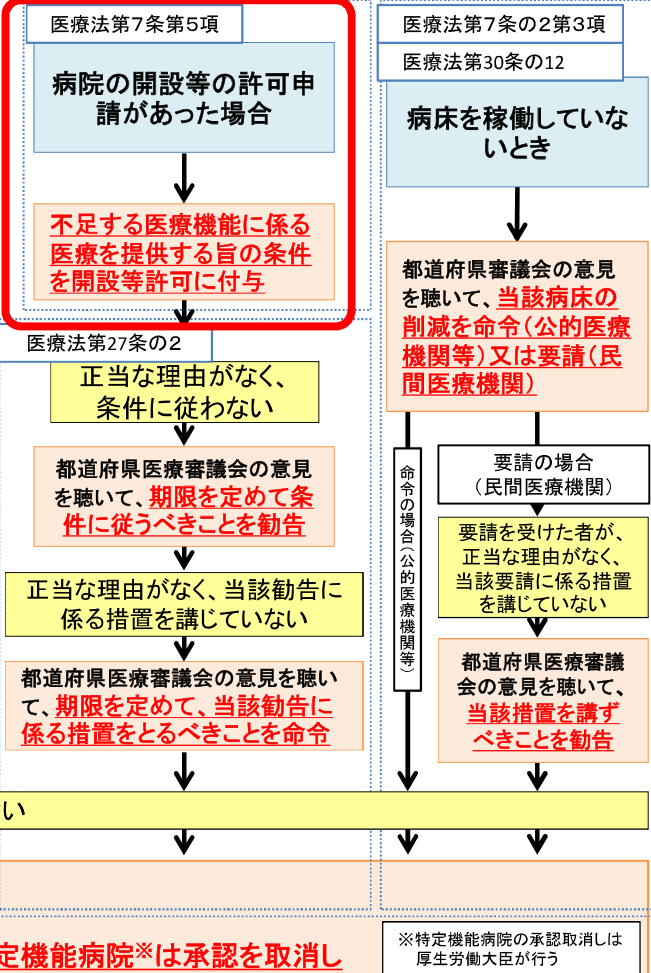 医療法第7条第5項
病院の開設等の許可申
請があった場合
不足する医療機能に係る
医療を提供する旨の条件
を開設等許可に付与
医療法第27条の2
正当な理由がなく、
条件に従わない
都道府県医療審議会の意見
を聴いて、期限を定めて条
件に従うべきことを勧告
正当な理由がなく、当該勧告に
係る措置を講じていない
都道府県医療審議会の意見を聴い
て、期限を定めて、当該勧告に
係る措置をとるべきことを命令
医療法第7条の2第3項
医療法第30条の12
病床を稼働していな
いとき
都道府県審議会の意見
を聴いて、当該病床の
削減を命令(公的医療
機関等)又は要請(民
間医療機関)
命令の場合(公的医療機関等)
要請の場合
(民間医療機関)
要請を受けた者が、
正当な理由がなく、
当該要請に係る措置
を講じていない
都道府県医療審議
会の意見を聴いて、
当該措置を講ず
べきことを勧告
い
定機能病院※は承認を取消し
※特定機能病院の承認取消しは
厚生労働大臣が行う